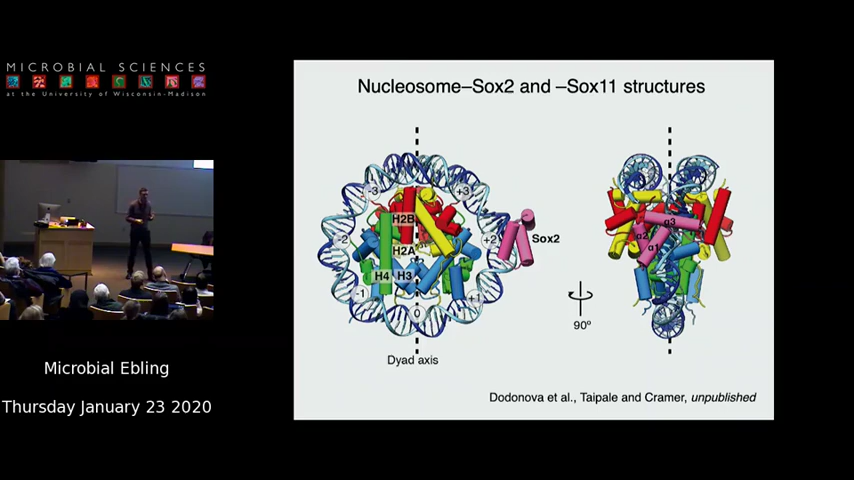 MICROBIAL SCIENCES
at the University of Wisconsin-Madison
Microbial Ebling
Thursday January 23 2020
Nucleosome–Sox2 and –Sox11 structures
-3
+3
H2B
-2
+2
Sox2
H2A
H4
H3
-1
+1
0
Dyad axis
α3
α2
α1
90º
Dodonova et al., Taipale and Cramer, unpublished